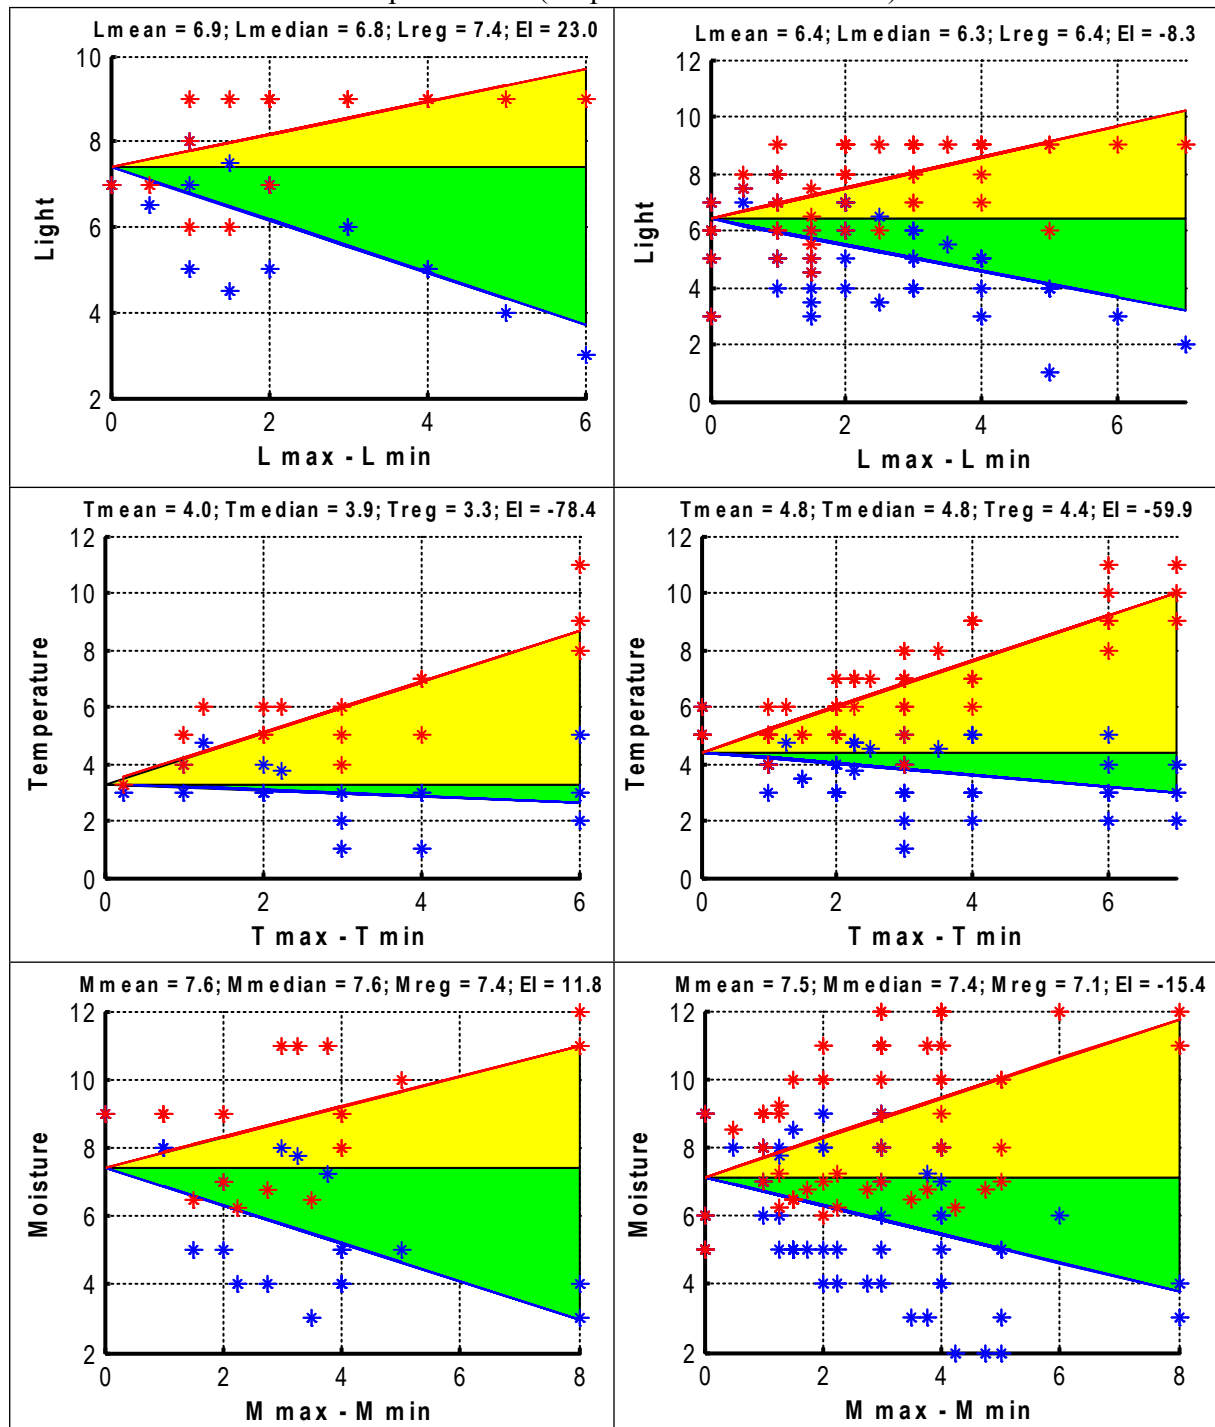 Lmean = 6.9; Lmedian = 6.8; Lreg = 7.4; EI = 23.0
10
8
6
4
2
Light
0 2 4 6
L max - L min
Lmean = 6.4; Lmedian = 6.3; Lreg = 6.4; EI = -8.3
12
10
8
6
4
2
0
Light
0 2 4 6
L max - L min
Tmean = 4.0; Tmedian = 3.9; Treg = 3.3; EI = -78.4
12
10
8
6
4
2
0
Temperature
0 2 4 6
T max - T min
Tmean = 4.8; Tmedian = 4.8; Treg = 4.4; EI = -59.9
12
10
8
6
4
2
0
Temperature
0 2 4 6
T max - T min
Mmean = 7.6; Mmedian = 7.6; Mreg = 7.4; EI = 11.8
12
10
8
6
4
2
Moisture
0 2 4 6 8
M max - M min
Mmean = 7.5; Mmedian = 7.4; Mreg = 7.1; EI = -15.4
12
10
8
6
4
2
Moisture
0 2 4 6 8
M max - M min